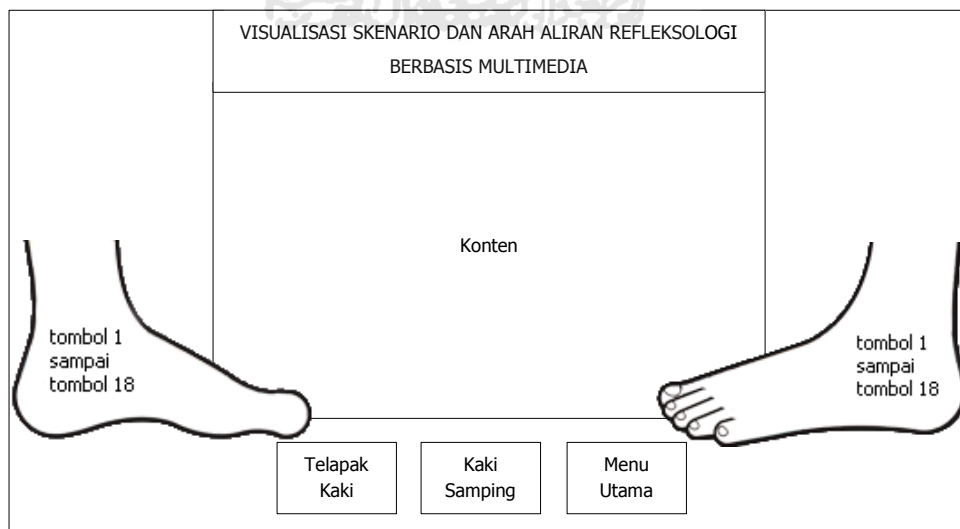 VISUALISASI SKENARIO DAN ARAH ALIRAN REFLEKSOLOGI
BERBASIS MULTIMEDIA
Konten
tombol 1
sampai
tombol 18
tombol 1
sampai
tombol 18
Telapak
Kaki
Kaki
Samping
Menu
Utama